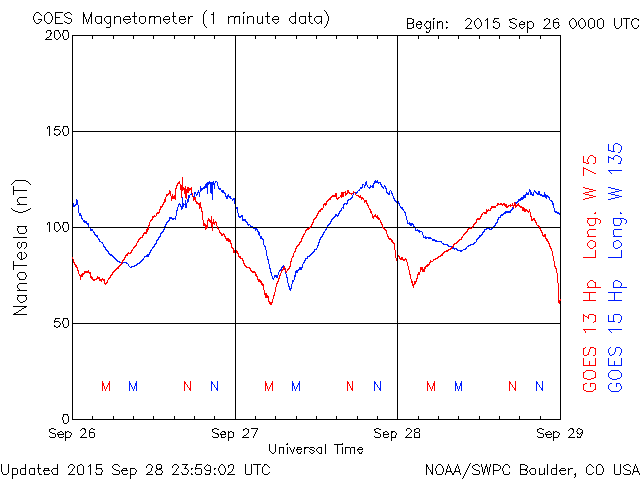 GOES Magnetometer (1 minute data)
Begin: 2015 Sep 26 0000 UTC
200
150
100
50
0
NanoTesla (nT)
M M N N M M N N M M N N
Sep 26 Sep 27 Sep 28 Sep 29
Universal Time
GOES 13 Hp Long. W 75
GOES 15 Hp Long. W 135
Updated 2015 Sep 28 23:59:02 UTC
NOAA/SWPC Boulder, CO USA